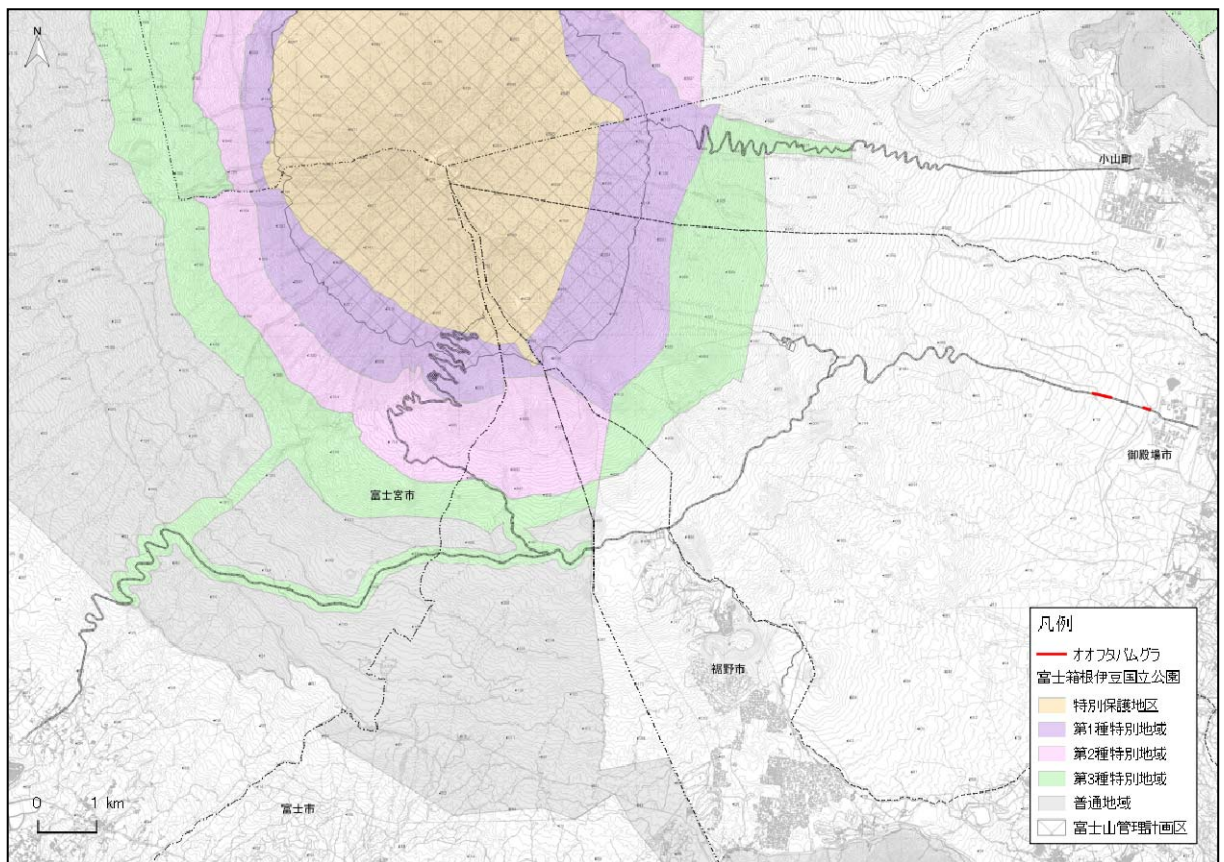 N
小山町
御殿場市
富士宮市
裾野市
富士市
0 1 km
凡例
オオフタバムグラ
富士箱根伊豆国立公園
特別保護地区
第1種特別地域
第2種特別地域
第3種特別地域
普通地域
富士山管理計画区